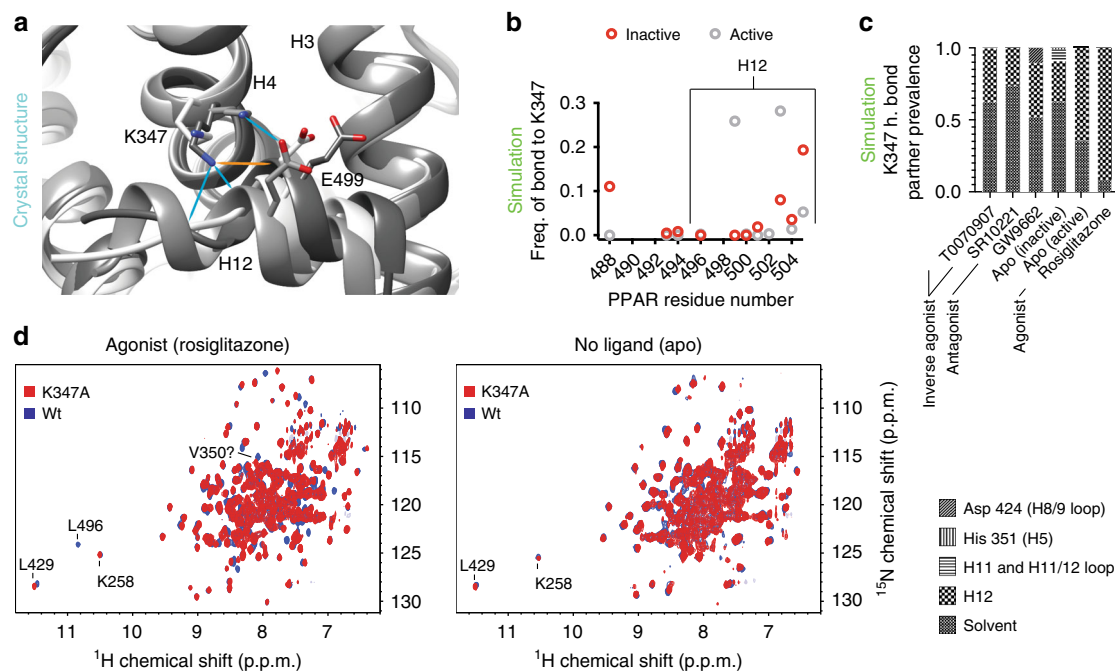 a
Crystal structure
H3
H4
K347
E499
H12
b
Inactive
Active
H12
Simulation
Freq. of bond to K347
0.3
0.2
0.1
0.0
488
490
492
494
496
498
500
502
504
PPAR residue number
c
Simulation
K347 h. bond
partner prevalence
1.0
0.5
0.0
T0070907
SR10221
GW9662
Apo (inactive)
Apo (active)
Rosiglitazone
Inverse agonist
Antagonist
Agonist
Asp 424 (H8/9 loop)
His 351 (H5)
H11 and H11/12 loop
H12
Solvent
d
Agonist (rosiglitazone)
K347A
Wt
V350?
L496
L429
K258
110
115
120
125
130
11 10 9 8 7
1H chemical shift (p.p.m.)
No ligand (apo)
K347A
Wt
L429
K258
110
115
120
125
130
15N chemical shift (p.p.m.)
11 10 9 8 7
1H chemical shift (p.p.m.)